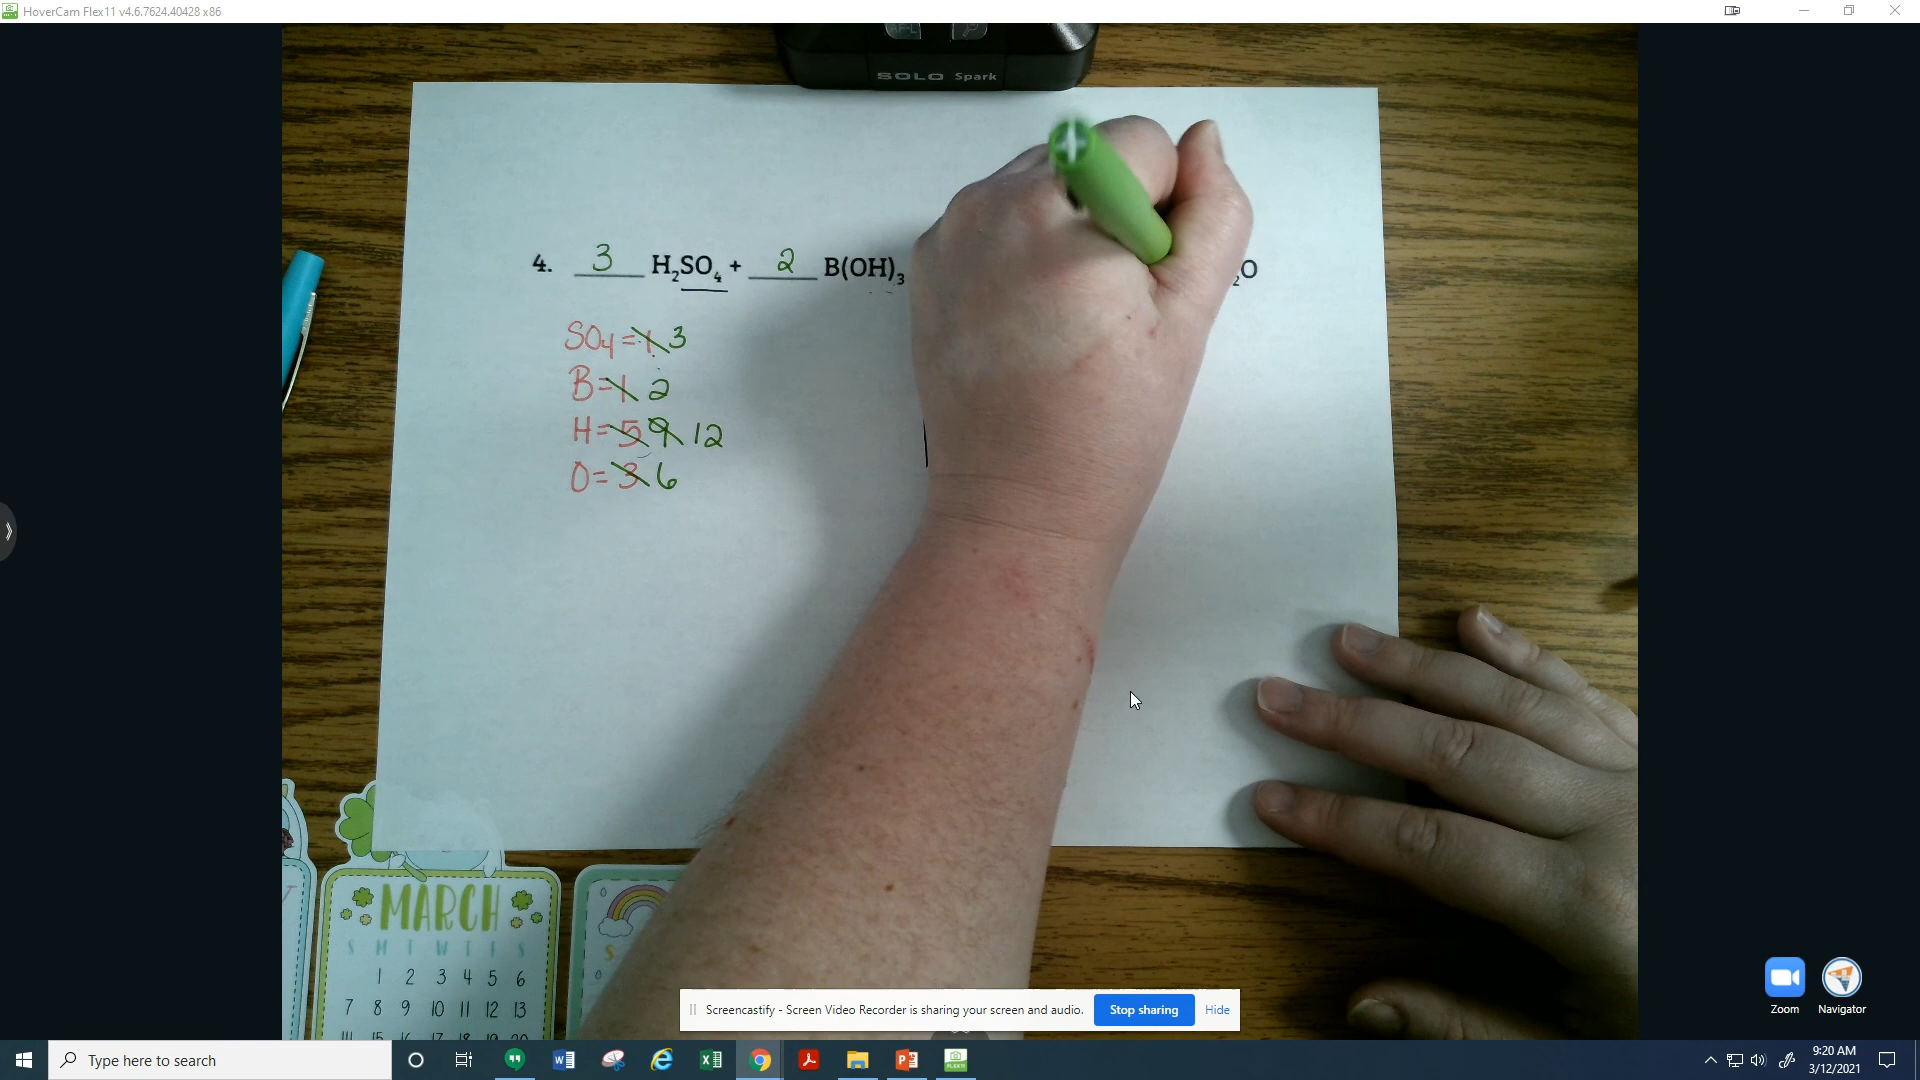 HoverCam Flex11 v4.6.7624.40428 x86
SOLO Spark
4. 3 H₂SO₄ + 2 B(OH)₃ ₂O
SO₄ = 1 3
B = 1 2
H = 5 9 12
O = 3 6
MARCH
S M T W T F S
1 2 3 4 5 6
7 8 9 10 11 12 13
S
Screencastify - Screen Video Recorder is sharing your screen and audio. Stop sharing Hide
Zoom Navigator
Type here to search
9:20 AM
3/12/2021